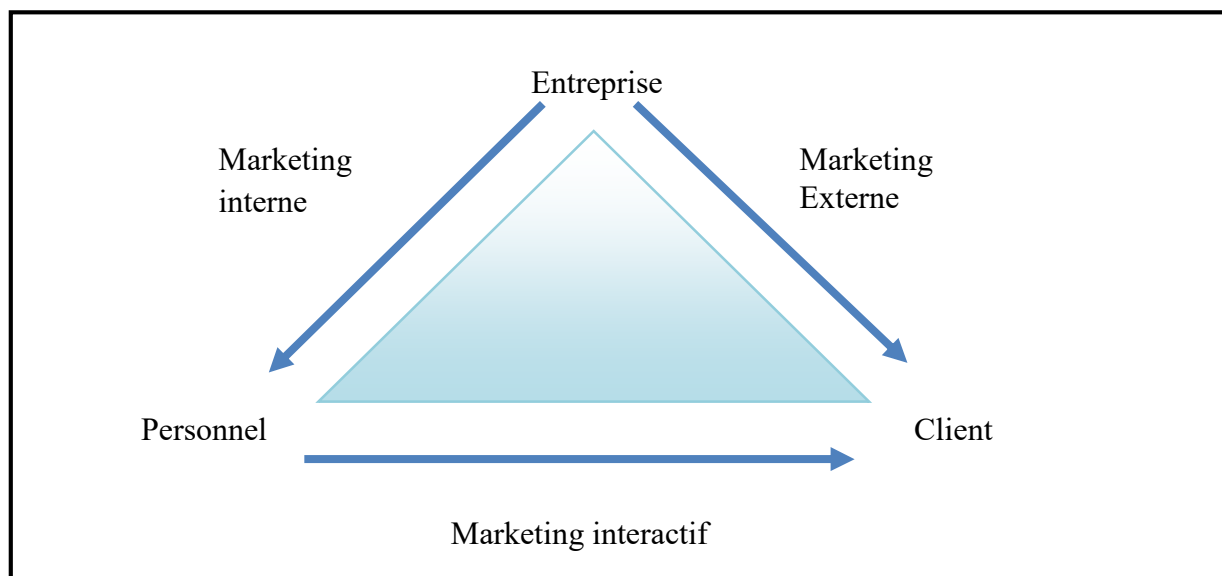 Entreprise
Marketing
interne
Marketing
Externe
Personnel
Client
Marketing interactif